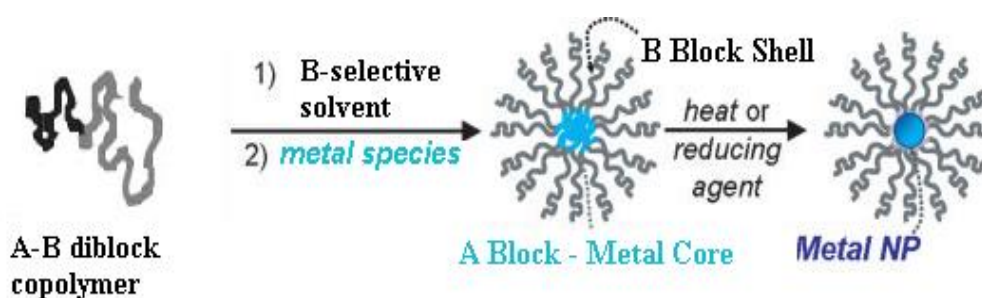 A-B diblock
copolymer
1) B-selective
solvent
2) metal species
B Block Shell
A Block - Metal Core
heat or
reducing
agent
Metal NP